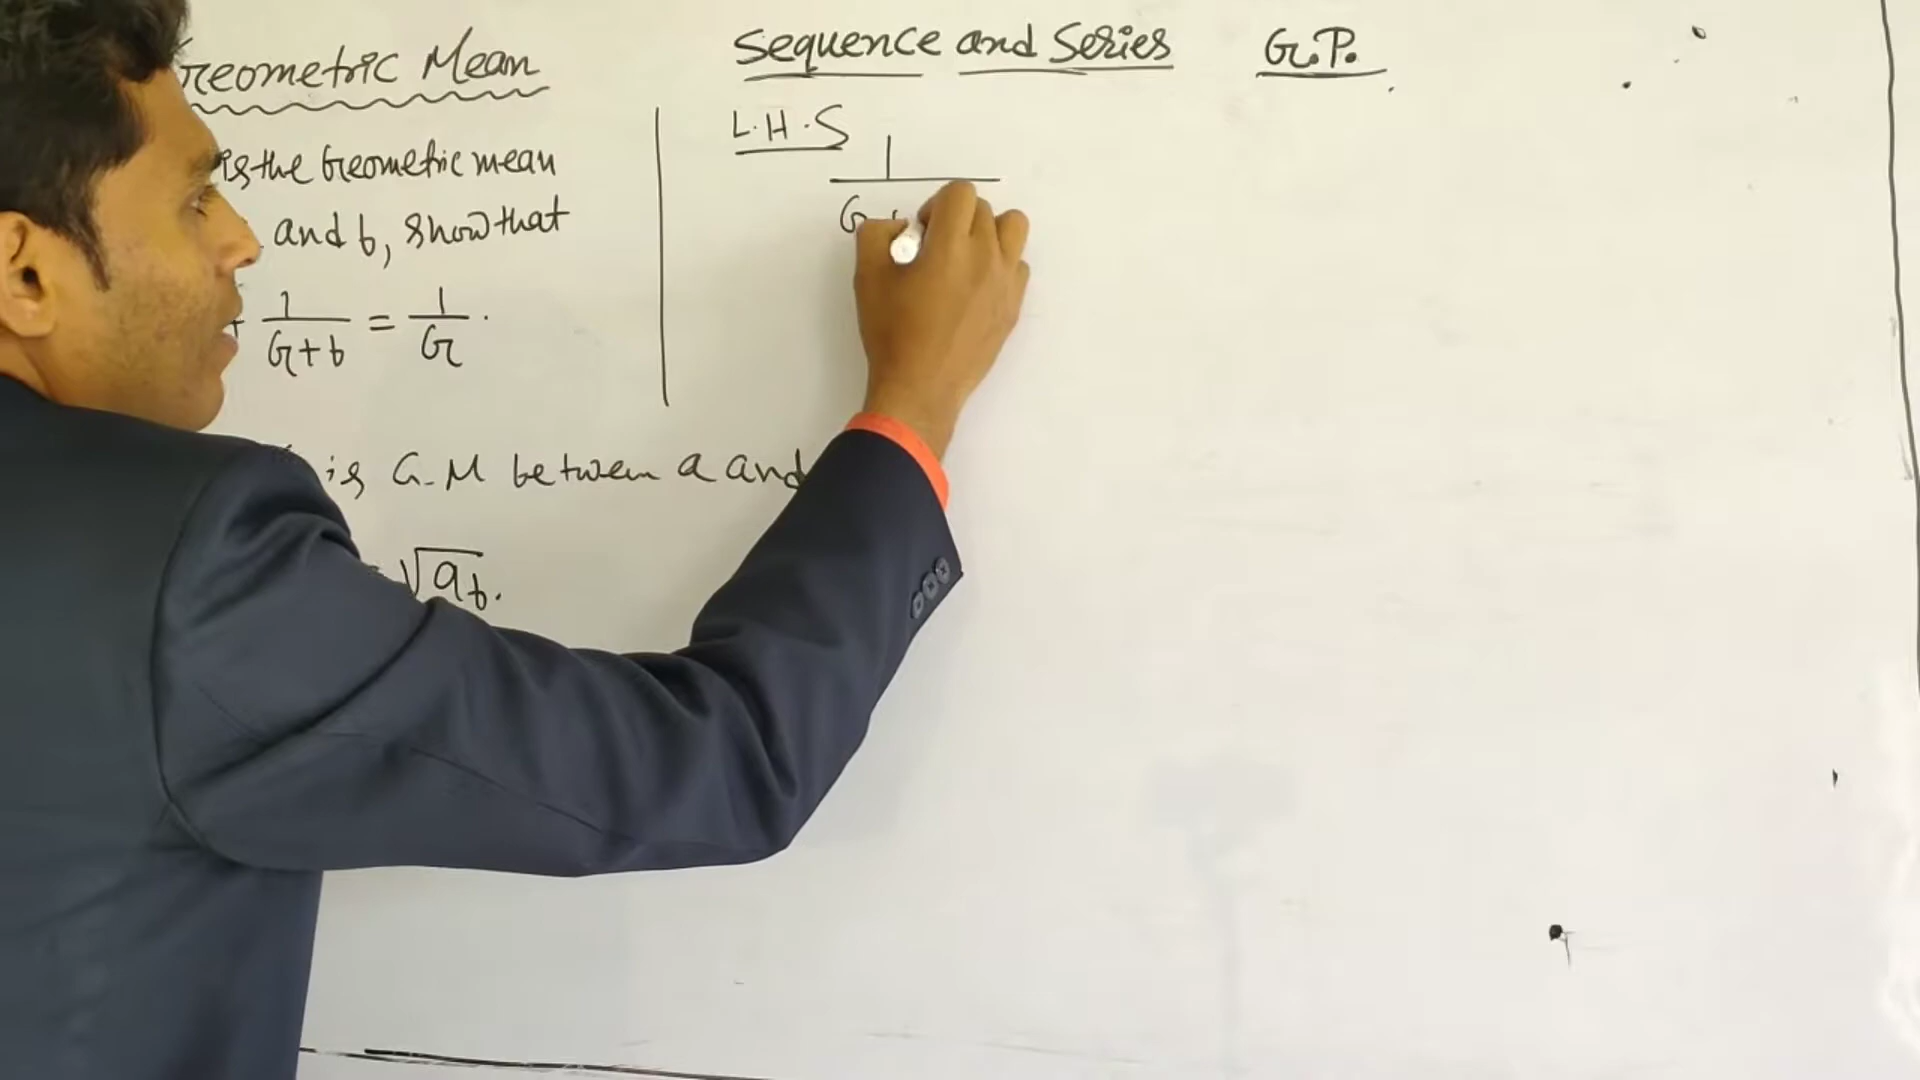 Geometric Mean
Sequence and Series G.P.
is the Geometric mean
and b, show that
+ 1/G+b = 1/G.
is G.M between a and
= √ab.
L.H.S
1/G+